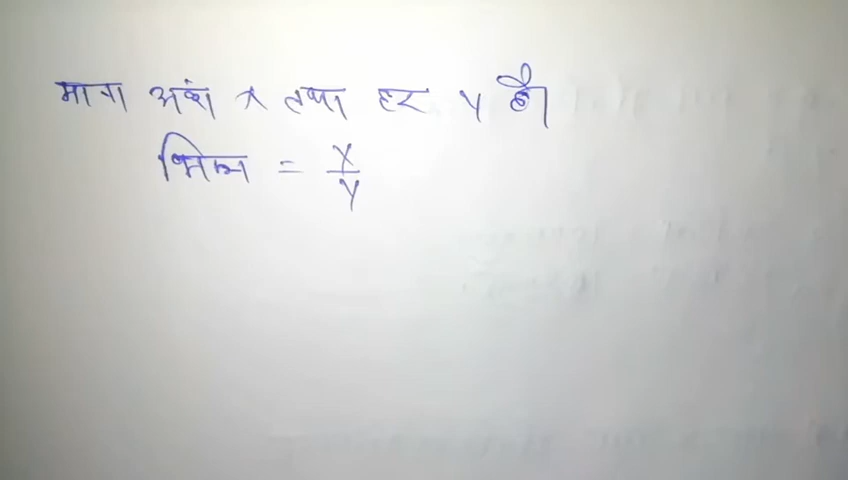 माना अंश x तथा हर y है।
भिन्न = x/y